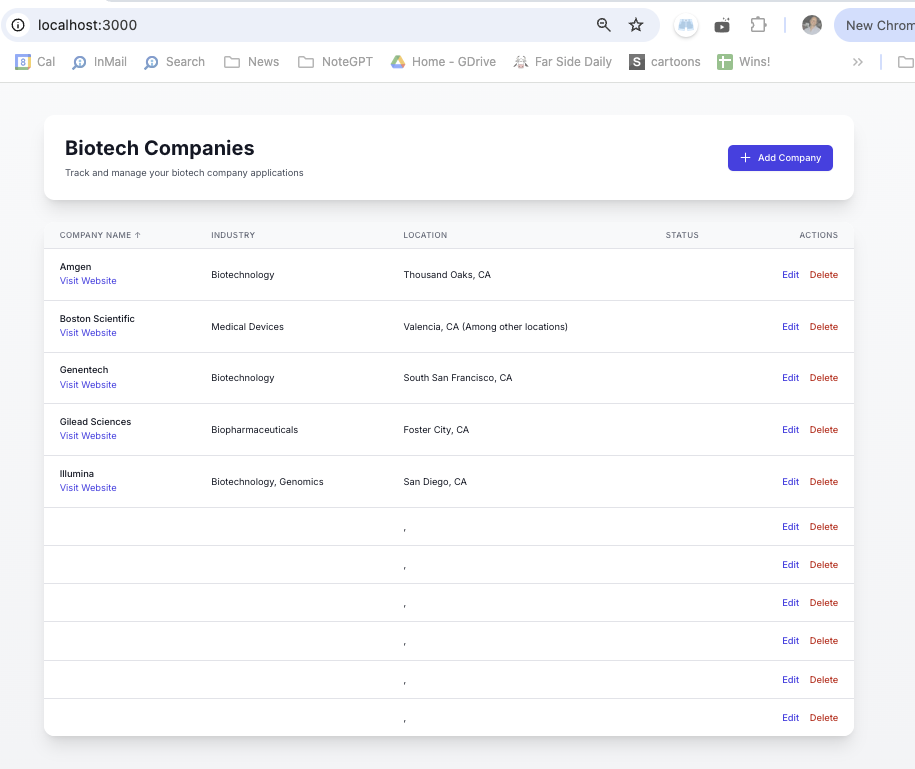 localhost:3000
New Chrom
8 Cal InMail Search News NoteGPT Home - GDrive Far Side Daily S cartoons Wins! »
Biotech Companies
Track and manage your biotech company applications
+ Add Company
COMPANY NAME ↑ INDUSTRY LOCATION STATUS ACTIONS
Amgen
Visit Website
Biotechnology Thousand Oaks, CA Edit Delete
Boston Scientific
Visit Website
Medical Devices Valencia, CA (Among other locations) Edit Delete
Genentech
Visit Website
Biotechnology South San Francisco, CA Edit Delete
Gilead Sciences
Visit Website
Biopharmaceuticals Foster City, CA Edit Delete
Illumina
Visit Website
Biotechnology, Genomics San Diego, CA Edit Delete
, Edit Delete
, Edit Delete
, Edit Delete
, Edit Delete
, Edit Delete
, Edit Delete